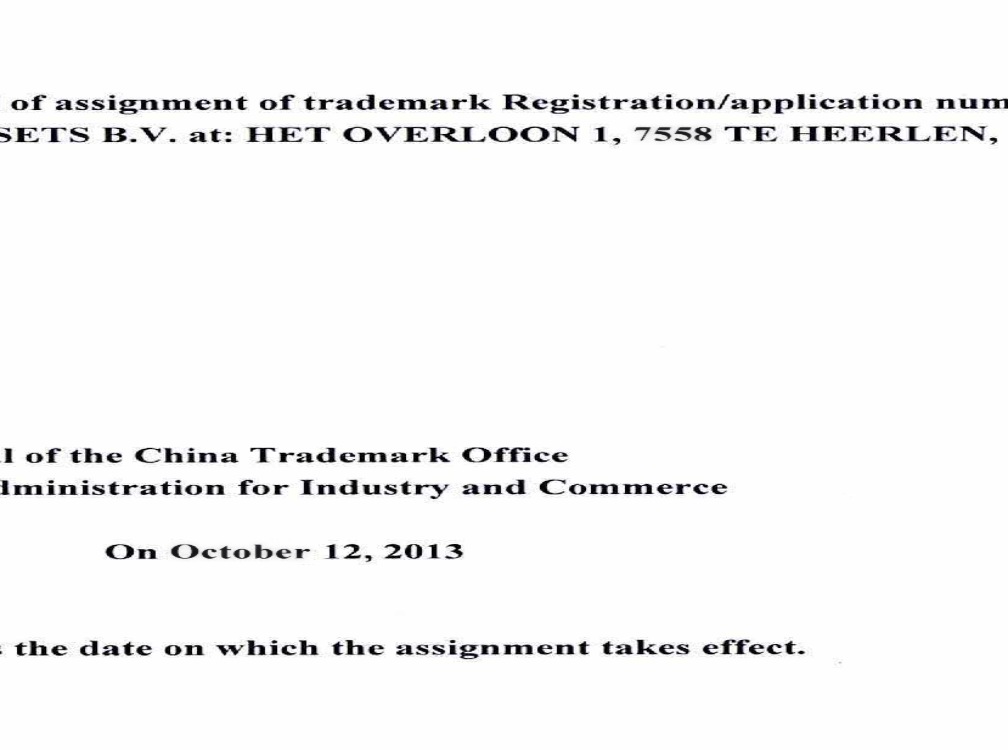 of assignment of trademark Registration/application num
SETS B.V. at: HET OVERLOON 1, 7558 TE HEERLEN,
l of the China Trademark Office
dministration for Industry and Commerce
On October 12, 2013
s the date on which the assignment takes effect.